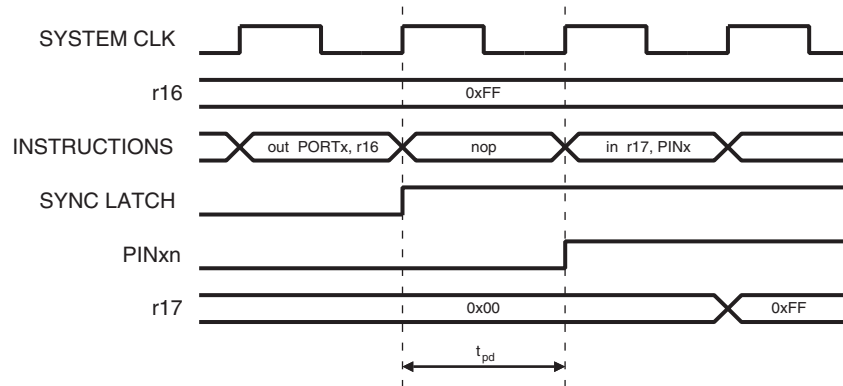 SYSTEM CLK
r16
0xFF
INSTRUCTIONS
out PORTx, r16
nop
in r17, PINx
SYNC LATCH
PINxn
r17
0x00
0xFF
tpd